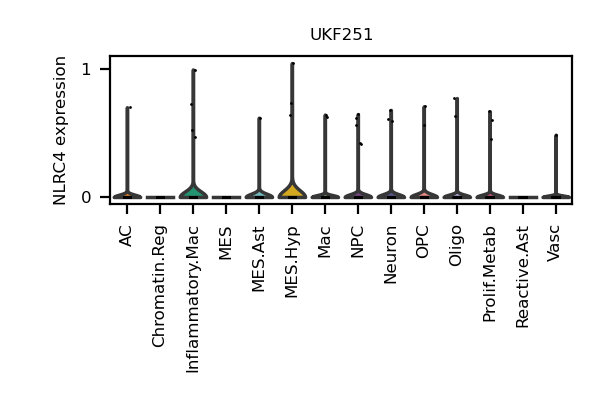 UKF251
NLRC4 expression
1
0
AC
Chromatin.Reg
Inflammatory.Mac
MES
MES.Ast
MES.Hyp
Mac
NPC
Neuron
OPC
Oligo
Prolif.Metab
Reactive.Ast
Vasc